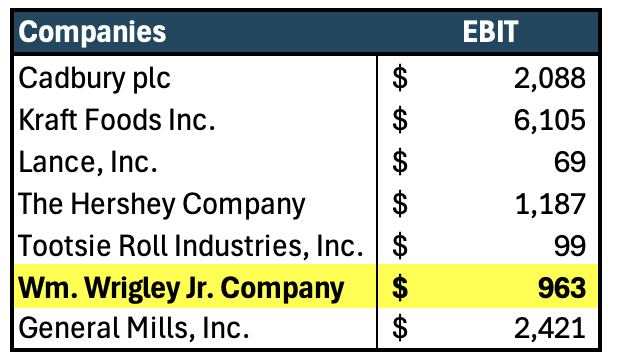 Companies EBIT
Cadbury plc $ 2,088
Kraft Foods Inc. $ 6,105
Lance, Inc. $ 69
The Hershey Company $ 1,187
Tootsie Roll Industries, Inc. $ 99
Wm. Wrigley Jr. Company $ 963
General Mills, Inc. $ 2,421